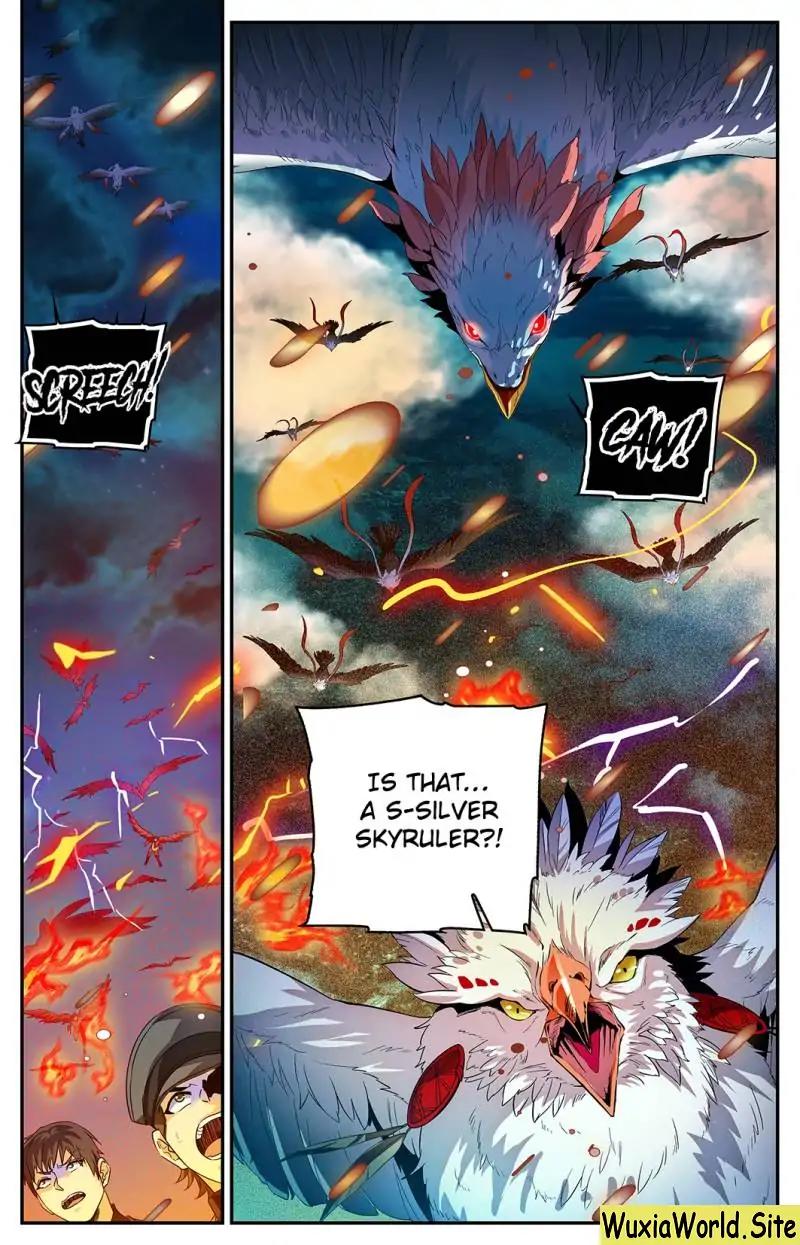 SCREECH!
CAW!
IS THAT...
A S-SILVER
SKYRULER?!
WuxiaWorld.Site